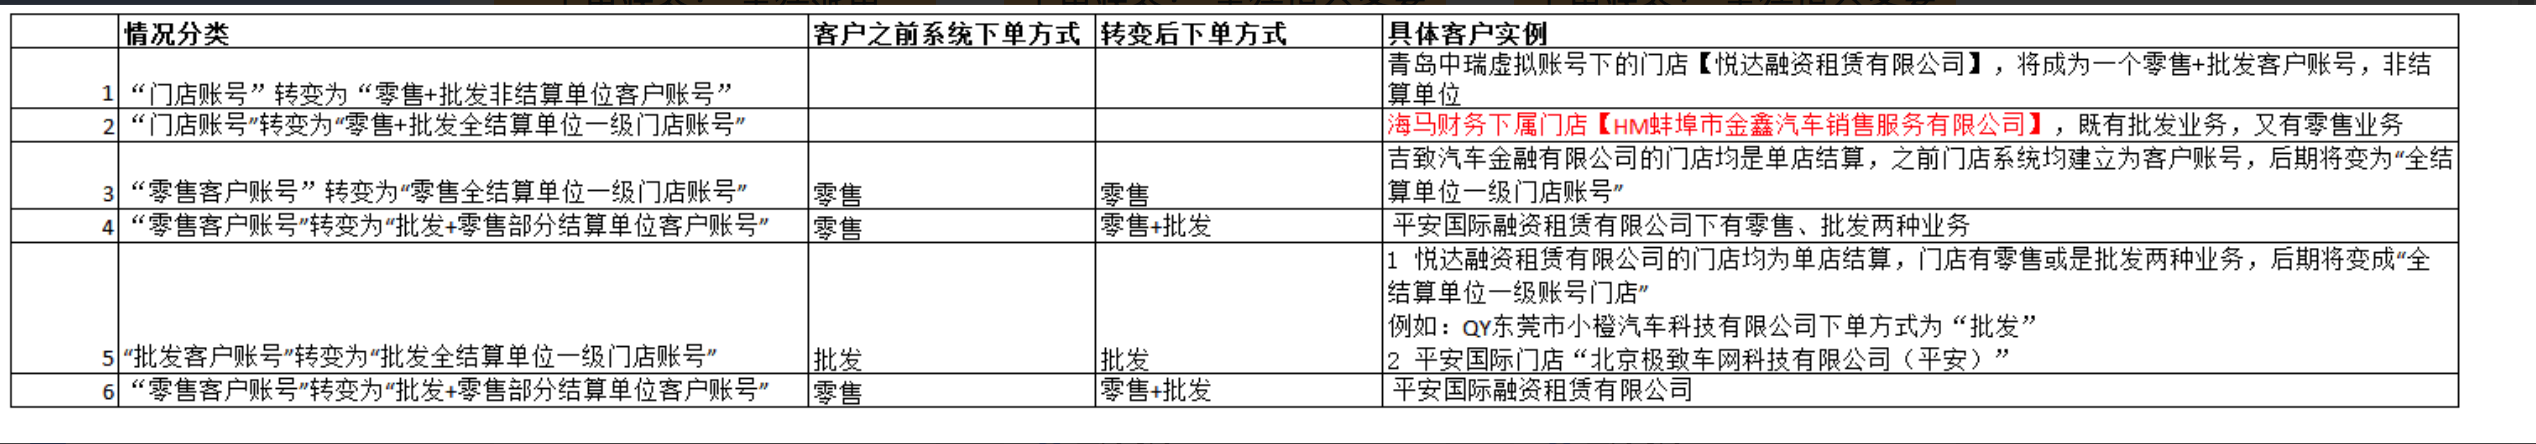 情况分类 客户之前系统下单方式 转变后下单方式 具体客户实例
青岛中瑞虚拟账号下的门店【悦达融资租赁有限公司】，将成为一个零售+批发客户账号，非结
1 “门店账号”转变为“零售+批发非结算单位客户账号” 算单位
2 “门店账号”转变为“零售+批发全结算单位一级门店账号” 海马财务下属门店【HM蚌埠市金鑫汽车销售服务有限公司】，既有批发业务，又有零售业务
吉致汽车金融有限公司的门店均是单店结算，之前门店系统均建立为客户账号，后期将变为“全结
3 “零售客户账号”转变为“零售全结算单位一级门店账号” 零售 零售 算单位一级门店账号”
4 “零售客户账号”转变为“批发+零售部分结算单位客户账号” 零售 零售+批发 平安国际融资租赁有限公司下有零售、批发两种业务
1 悦达融资租赁有限公司的门店均为单店结算，门店有零售或是批发两种业务，后期将变成“全
结算单位一级账号门店”
例如：QY东莞市小橙汽车科技有限公司下单方式为“批发”
5 “批发客户账号”转变为“批发全结算单位一级门店账号” 批发 批发 2 平安国际门店“北京极致车网科技有限公司（平安）”
6 “零售客户账号”转变为“批发+零售部分结算单位客户账号” 零售 零售+批发 平安国际融资租赁有限公司